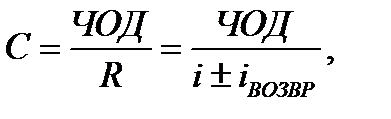 C = ЧОД / R = ЧОД / (i ± i_ВОЗВР) ,